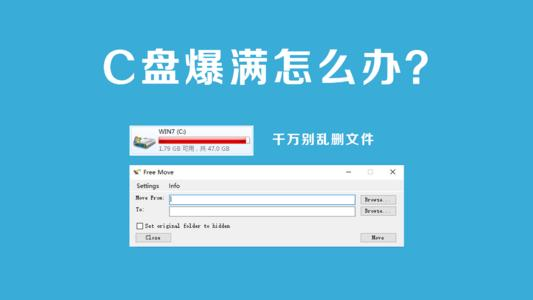 C盘爆满怎么办?
WIN7 (C:)
1.79 GB 可用，共 47.0 GB
千万别乱删文件
Free Move
Settings Info
Move From: Browse...
To: Browse...
Set original folder to hidden
Close Move